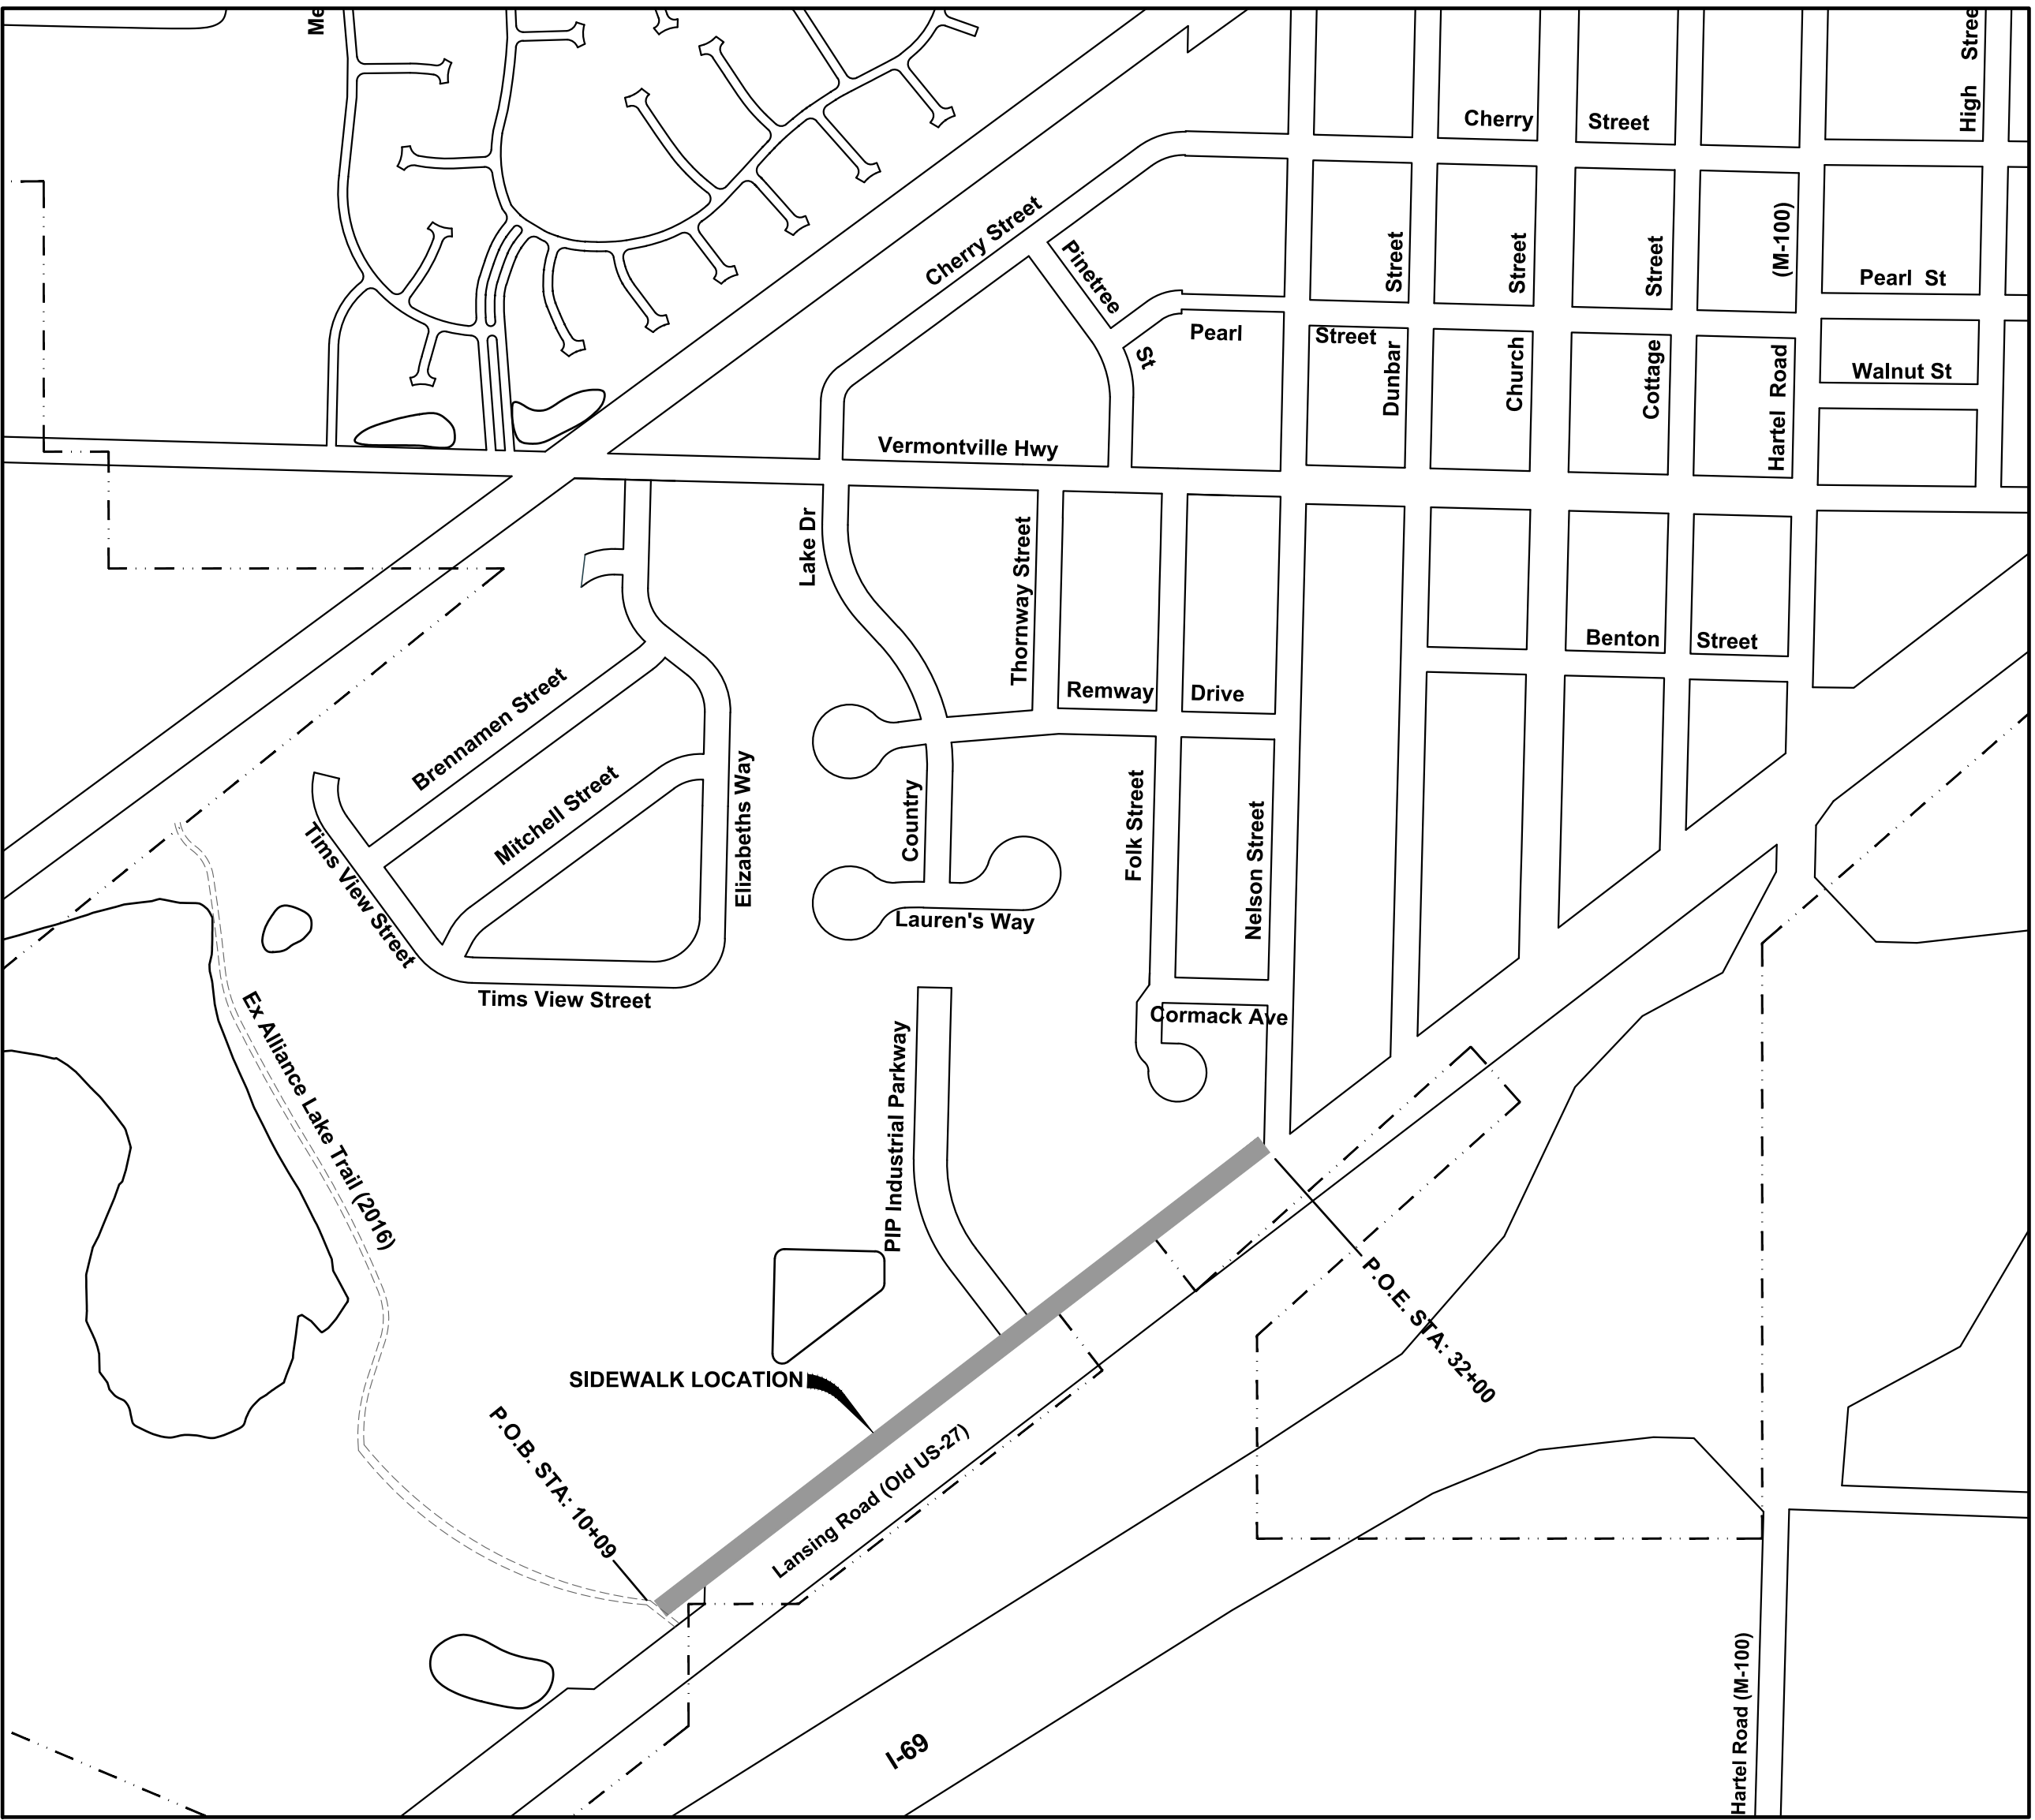 Me
High Street
Cherry Street
Cherry Street
Pinetree St
Street
Street
Street
(M-100)
Pearl St
Pearl Street
Dunbar
Church
Cottage
Hartel Road
Walnut St
Vermontville Hwy
Lake Dr
Thornway Street
Benton Street
Remway Drive
Brennamen Street
Mitchell Street
Elizabeths Way
Country
Folk Street
Nelson Street
Tims View Street
Lauren's Way
Tims View Street
Cormack Ave
Ex Alliance Lake Trail (2016)
PIP Industrial Parkway
P.O.E. STA: 32+00
SIDEWALK LOCATION
P.O.B. STA: 10+09
Lansing Road (Old US-27)
I-69
Hartel Road (M-100)